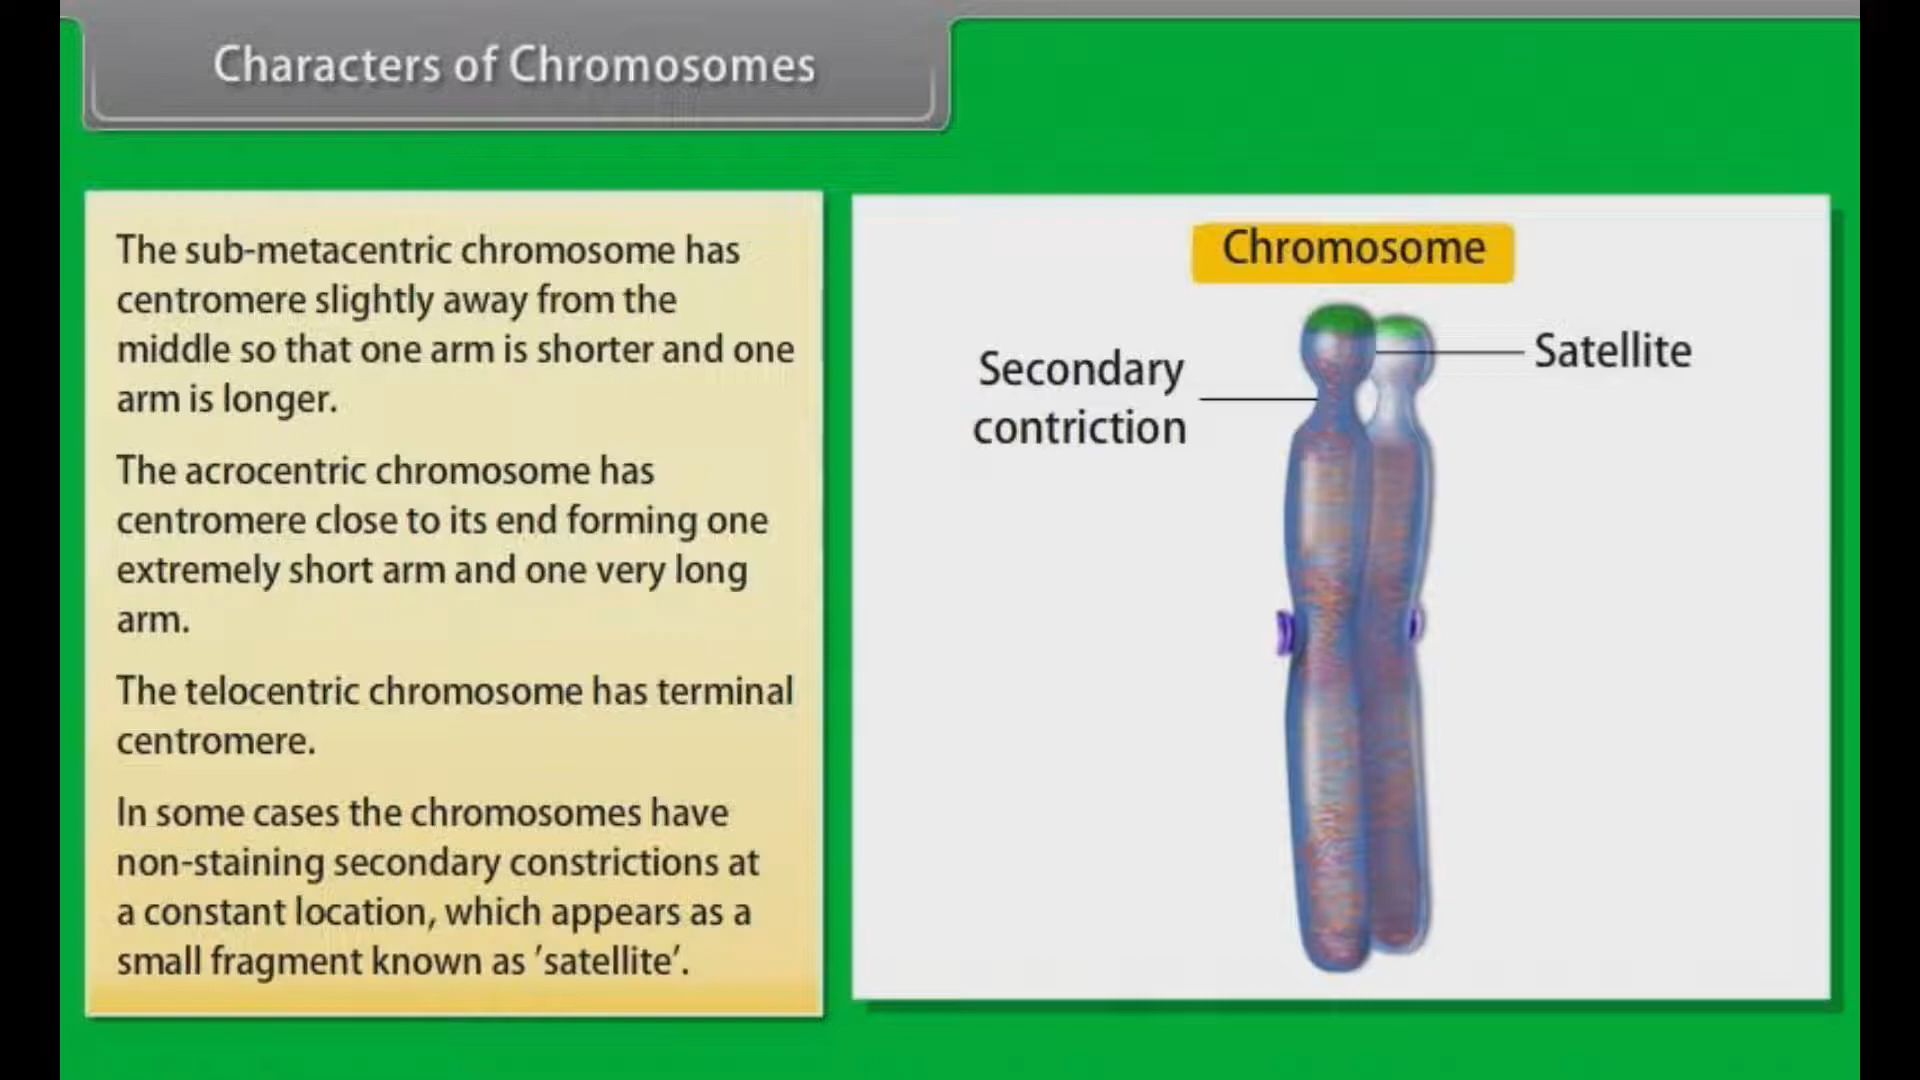 Characters of Chromosomes
The sub-metacentric chromosome has
centromere slightly away from the
middle so that one arm is shorter and one
arm is longer.
The acrocentric chromosome has
centromere close to its end forming one
extremely short arm and one very long
arm.
The telocentric chromosome has terminal
centromere.
In some cases the chromosomes have
non-staining secondary constrictions at
a constant location, which appears as a
small fragment known as ’satellite’.
Chromosome
Secondary
contriction
Satellite